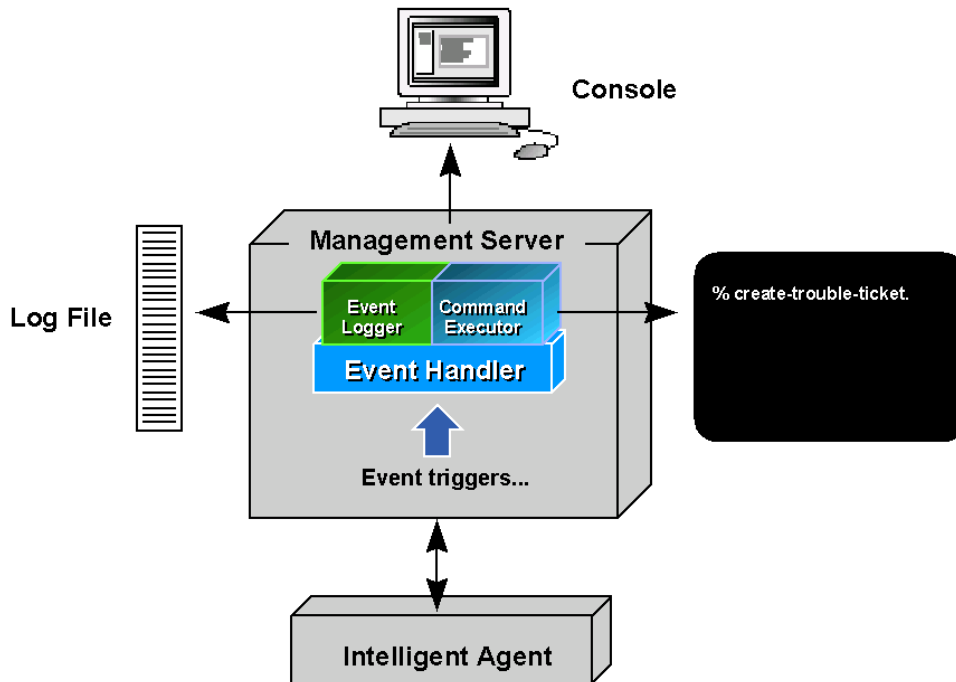 Console
Management Server
Log File
Event
Logger
Command
Executor
% create-trouble-ticket.
Event Handler
Event triggers...
Intelligent Agent